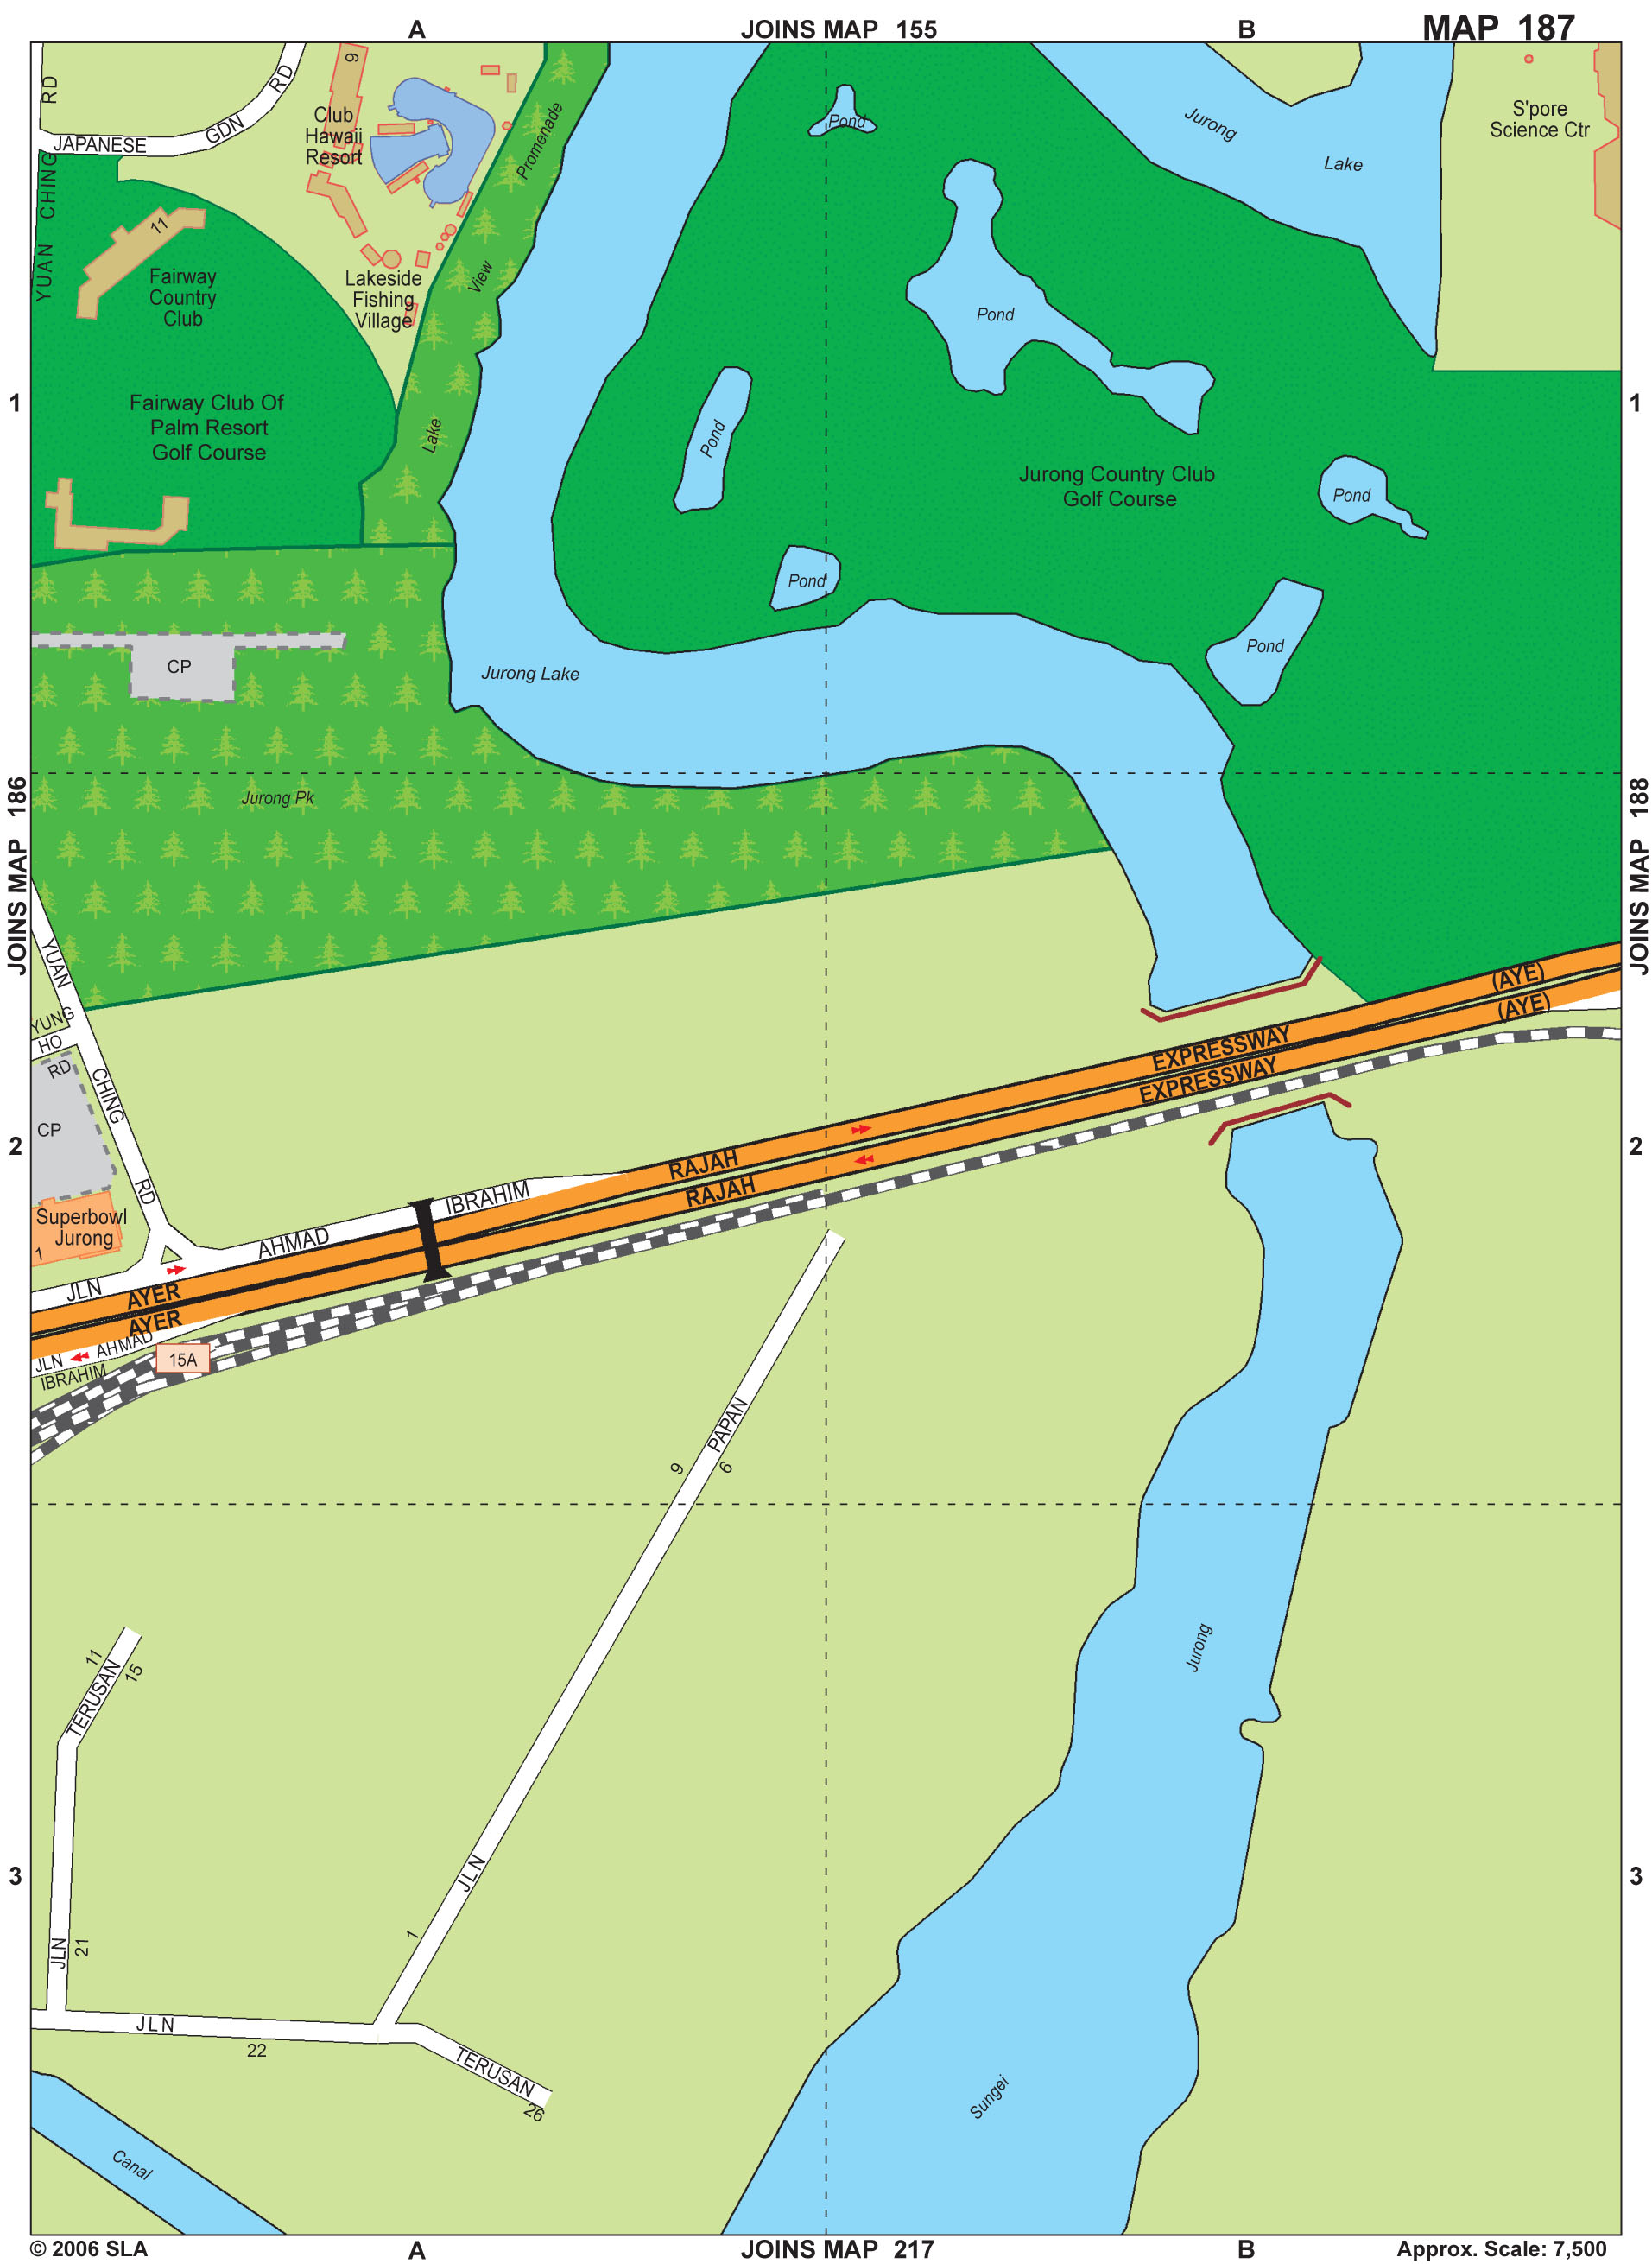 A
JOINS MAP 155
B
MAP 187
RD
RD
9
Club
Hawaii
Resort
Promenade
Pond
Jurong
Lake
S'pore
Science Ctr
JAPANESE
GDN
YUAN CHING
11
Fairway
Country
Club
Lakeside
Fishing
Village
View
Pond
1
Fairway Club Of
Palm Resort
Golf Course
Lake
Pond
1
Jurong Country Club
Golf Course
Pond
Pond
CP
Jurong Lake
Pond
JOINS MAP 186
Jurong Pk
JOINS MAP 188
YUAN
CHING
RD
YUNG
HO
RD
CP
2
Superbowl
Jurong
1
JLN
AHMAD
IBRAHIM
AYER
RAJAH
EXPRESSWAY
(AYE)
AYER
RAJAH
EXPRESSWAY
(AYE)
2
JLN
AHMAD
IBRAHIM
15A
PAPAN
9
6
11
TERUSAN
15
Jurong
3
JLN
3
JLN
21
1
JLN
22
TERUSAN
26
Sungei
Canal
© 2006 SLA
A
JOINS MAP 217
B
Approx. Scale: 7,500